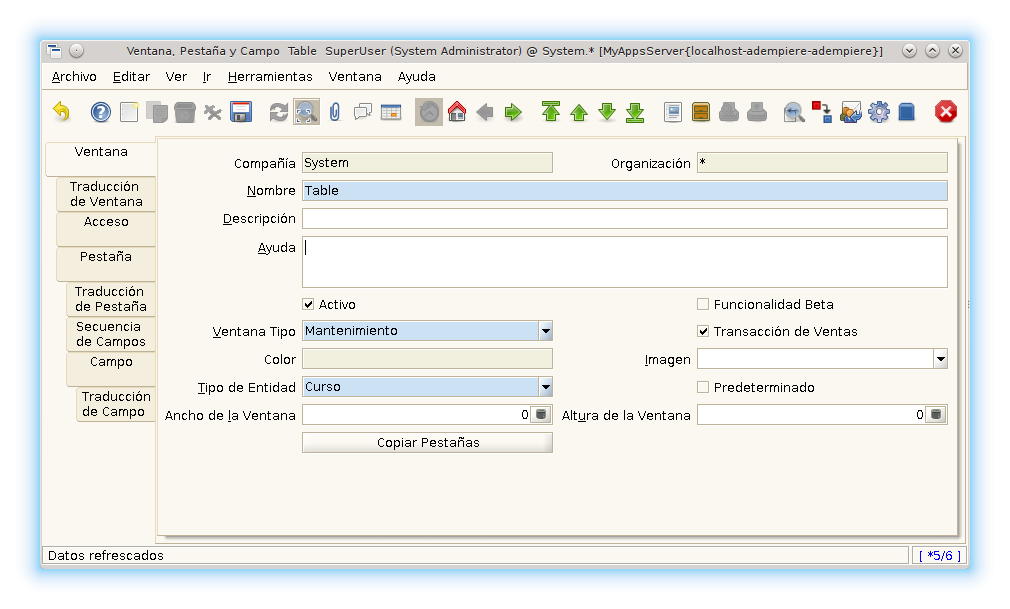 Ventana, Pestaña y Campo  Table  SuperUser (System Administrator) @ System.* [MyAppsServer{localhost-adempiere-adempiere}]
Archivo Editar Ver Ir Herramientas Ventana Ayuda
Ventana
Traducción
de Ventana
Acceso
Pestaña
Traducción
de Pestaña
Secuencia
de Campos
Campo
Traducción
de Campo
Compañía System Organización *
Nombre Table
Descripción
Ayuda
Activo Funcionalidad Beta
Ventana Tipo Mantenimiento Transacción de Ventas
Color Imagen
Tipo de Entidad Curso Predeterminado
Ancho de la Ventana 0 Altura de la Ventana 0
Copiar Pestañas
Datos refrescados [ *5/6 ]